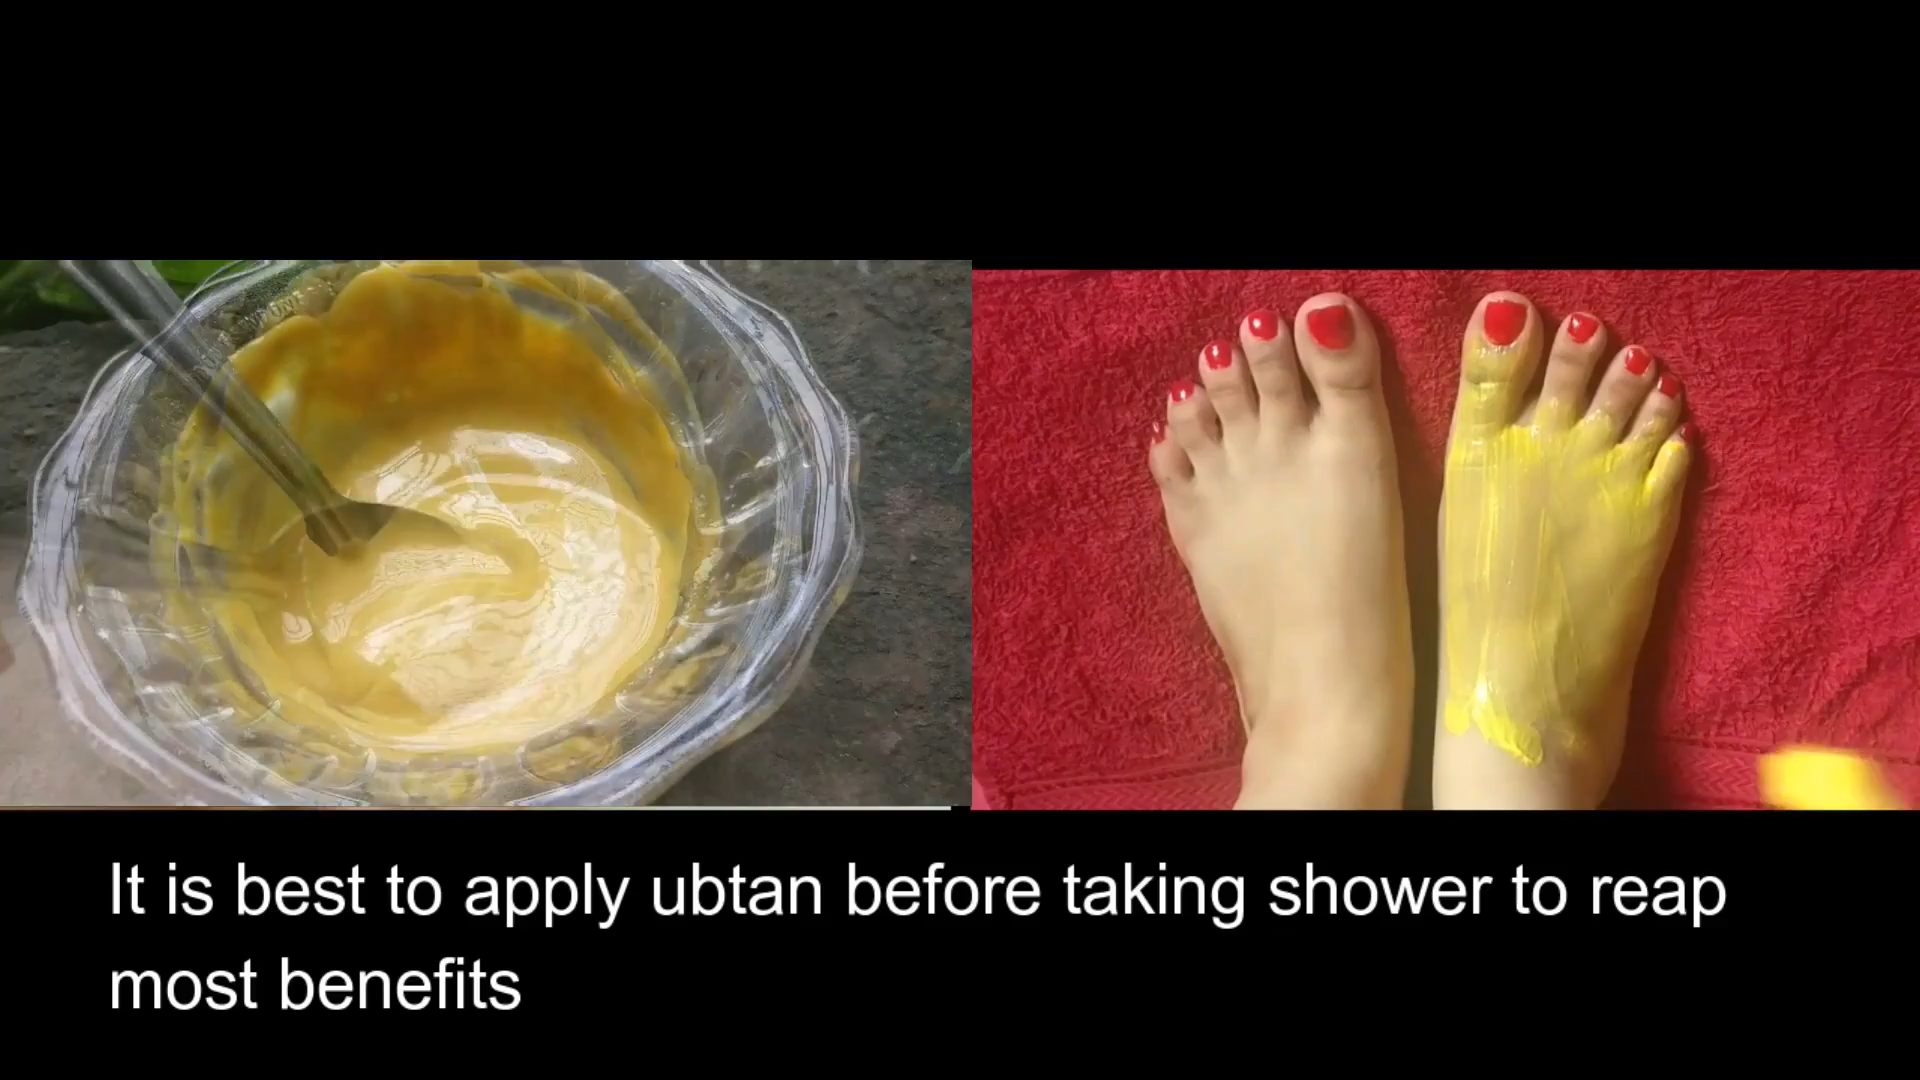 It is best to apply ubtan before taking shower to reap
most benefits